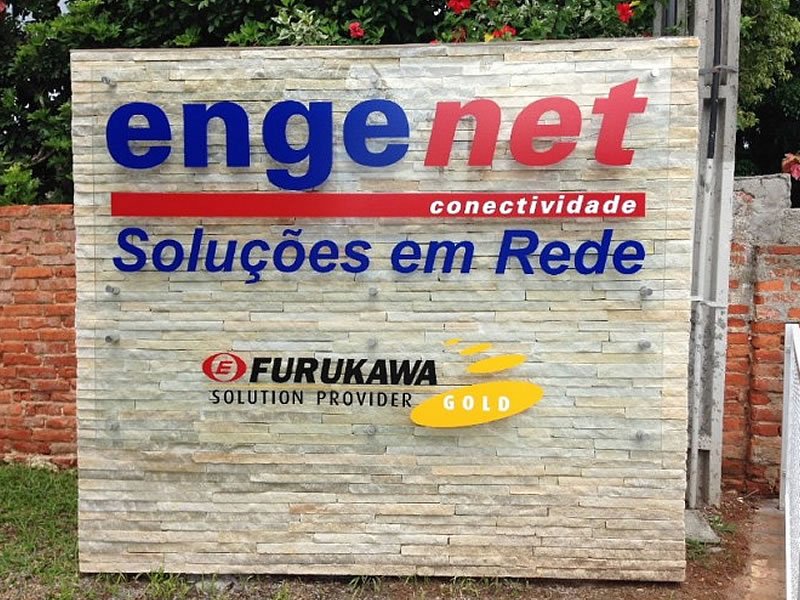 engenet
conectividade
Soluções em Rede
E FURUKAWA
SOLUTION PROVIDER GOLD